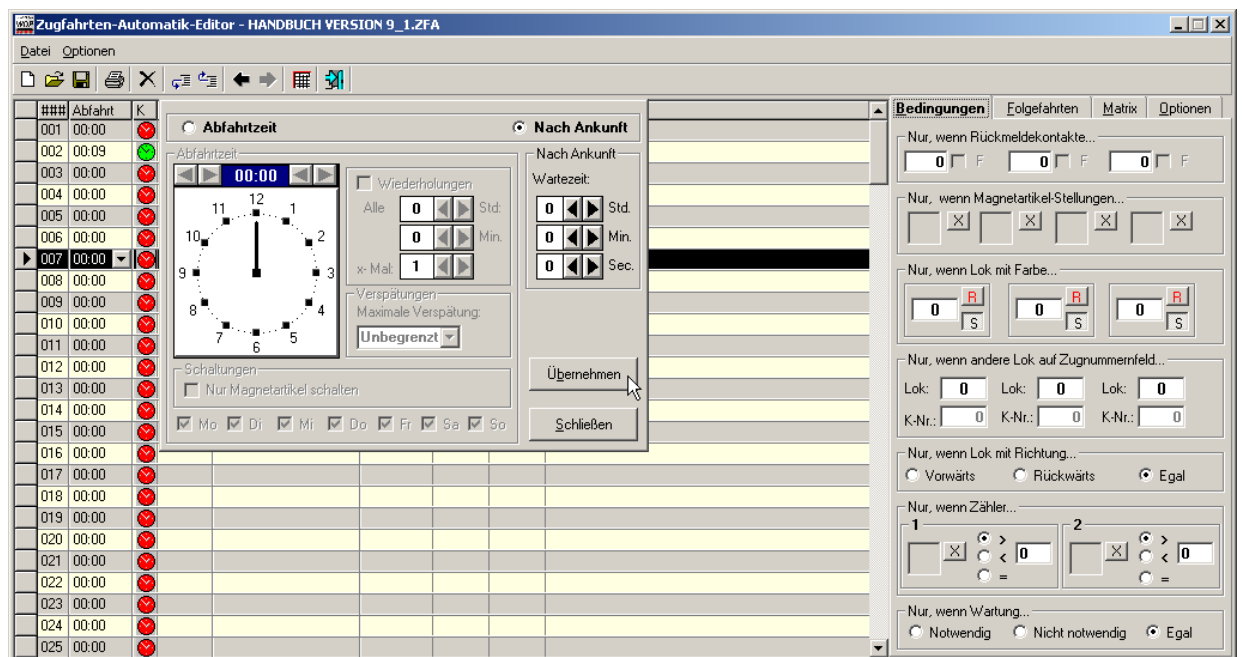 Zugfahrten-Automatik-Editor - HANDBUCH VERSION 9_1.ZFA
Datei Optionen
### Abfahrt K
001 00:00
002 00:09
003 00:00
004 00:00
005 00:00
006 00:00
007 00:00
008 00:00
009 00:00
010 00:00
011 00:00
012 00:00
013 00:00
014 00:00
015 00:00
016 00:00
017 00:00
018 00:00
019 00:00
020 00:00
021 00:00
022 00:00
023 00:00
024 00:00
025 00:00
Abfahrtzeit Nach Ankunft
Abfahrtzeit
00:00
12
11 1
10 2
9 3
8 4
7 5
6
Wiederholungen
Alle 0 Std:
0 Min.
x- Mal: 1
Verspätungen
Maximale Verspätung:
Unbegrenzt
Schaltungen
Nur Magnetartikel schalten
Mo Di Mi Do Fr Sa So
Nach Ankunft
Wartezeit:
0 Std.
0 Min.
0 Sec.
Übernehmen
Schließen
Bedingungen Folgefahrten Matrix Optionen
Nur, wenn Rückmeldekontakte...
0 F 0 F 0 F
Nur, wenn Magnetartikel-Stellungen...
X X X X
Nur, wenn Lok mit Farbe...
0 R S 0 R S 0 R S
Nur, wenn andere Lok auf Zugnummernfeld...
Lok: 0 Lok: 0 Lok: 0
K-Nr.: 0 K-Nr.: 0 K-Nr.: 0
Nur, wenn Lok mit Richtung...
Vorwärts Rückwärts Egal
Nur, wenn Zähler...
1 2
> >
X < 0 X < 0
= =
Nur, wenn Wartung...
Notwendig Nicht notwendig Egal